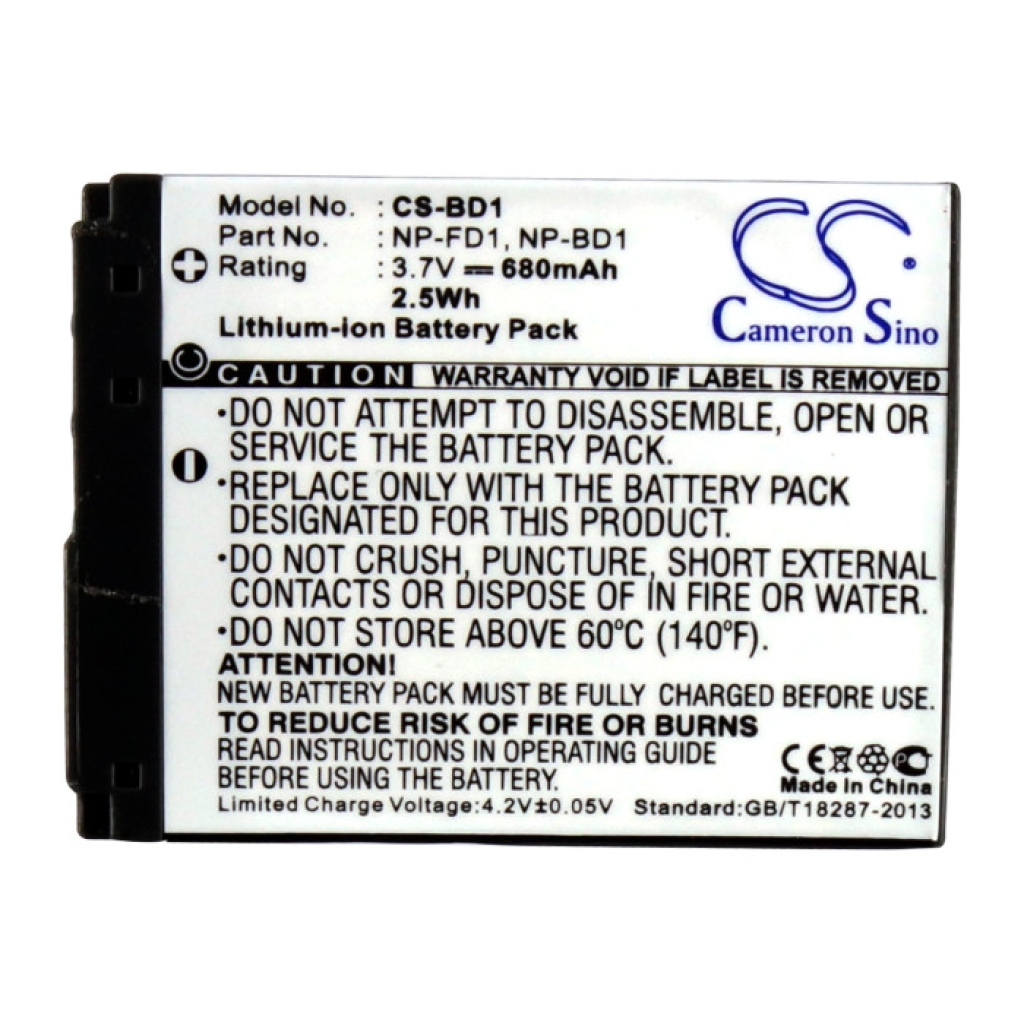 Model No. : CS-BD1
Part No. : NP-FD1, NP-BD1
Rating : 3.7V 680mAh
2.5Wh
Lithium-ion Battery Pack
CS
Cameron Sino
CAUTION WARRANTY VOID IF LABEL IS REMOVED
•DO NOT ATTEMPT TO DISASSEMBLE, OPEN OR
SERVICE THE BATTERY PACK.
•REPLACE ONLY WITH THE BATTERY PACK
DESIGNATED FOR THIS PRODUCT.
•DO NOT CRUSH, PUNCTURE, SHORT EXTERNAL
CONTACTS OR DISPOSE OF IN FIRE OR WATER.
•DO NOT STORE ABOVE 60°C (140°F).
ATTENTION!
NEW BATTERY PACK MUST BE FULLY CHARGED BEFORE USE.
TO REDUCE RISK OF FIRE OR BURNS
READ INSTRUCTIONS IN OPERATING GUIDE
BEFORE USING THE BATTERY.
CE
Made In China
Limited Charge Voltage:4.2V±0.05V Standard:GB/T18287-2013